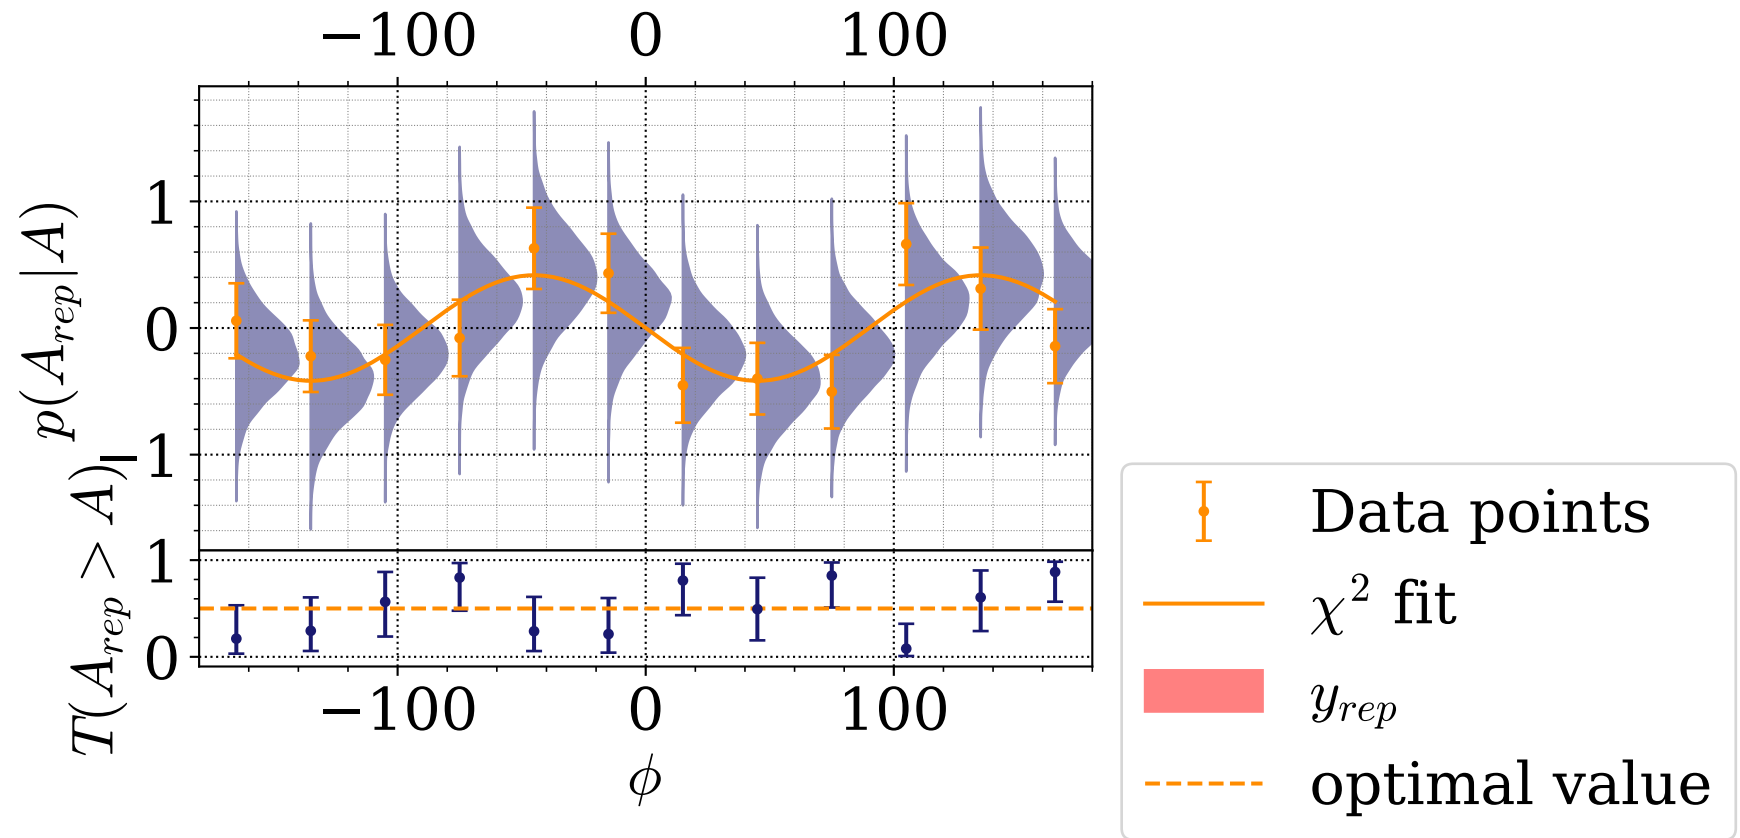 −100 0 100
p(A_rep|A)
1
0
−1
T(A_rep > A)
1
0
−100 0 100
ϕ
Data points
χ² fit
y_rep
optimal value